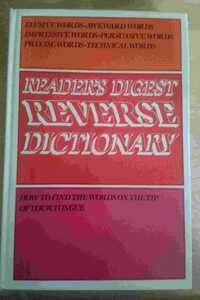 ELUSIVE WORDS–AWKWARD WORDS
IMPRESSIVE WORDS–PERSUASIVE WORDS
PRECISE WORDS–TECHNICAL WORDS
READER'S DIGEST
REVERSE
DICTIONARY
HOW TO FIND THE WORDS ON THE TIP
OF YOUR TONGUE